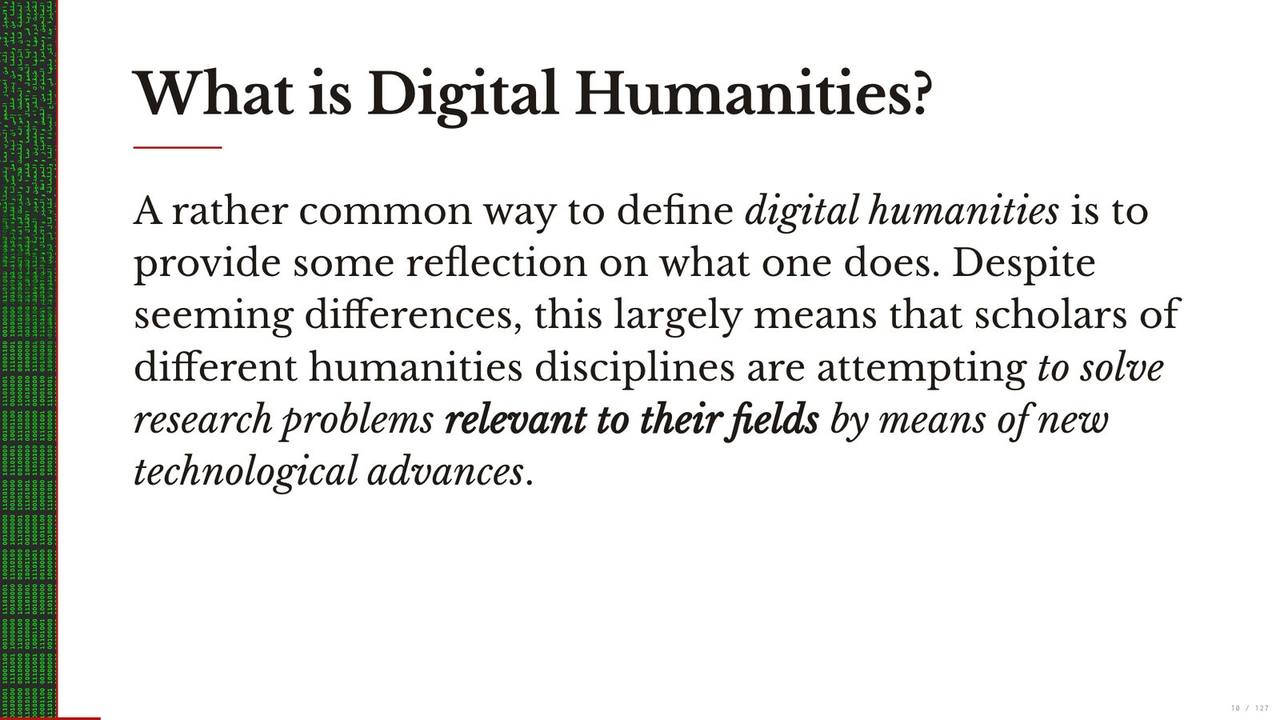 What is Digital Humanities?
A rather common way to define digital humanities is to
provide some reflection on what one does. Despite
seeming differences, this largely means that scholars of
different humanities disciplines are attempting to solve
research problems relevant to their fields by means of new
technological advances.
10 / 127